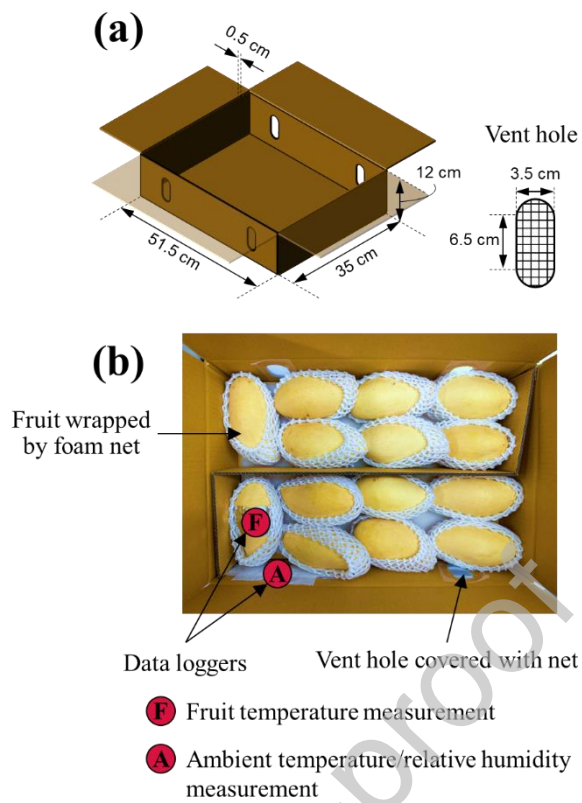 (a)
0.5 cm
Vent hole
3.5 cm
12 cm
6.5 cm
51.5 cm
35 cm
(b)
Fruit wrapped
by foam net
F
A
Data loggers
Vent hole covered with net
F Fruit temperature measurement
A Ambient temperature/relative humidity
measurement
proof